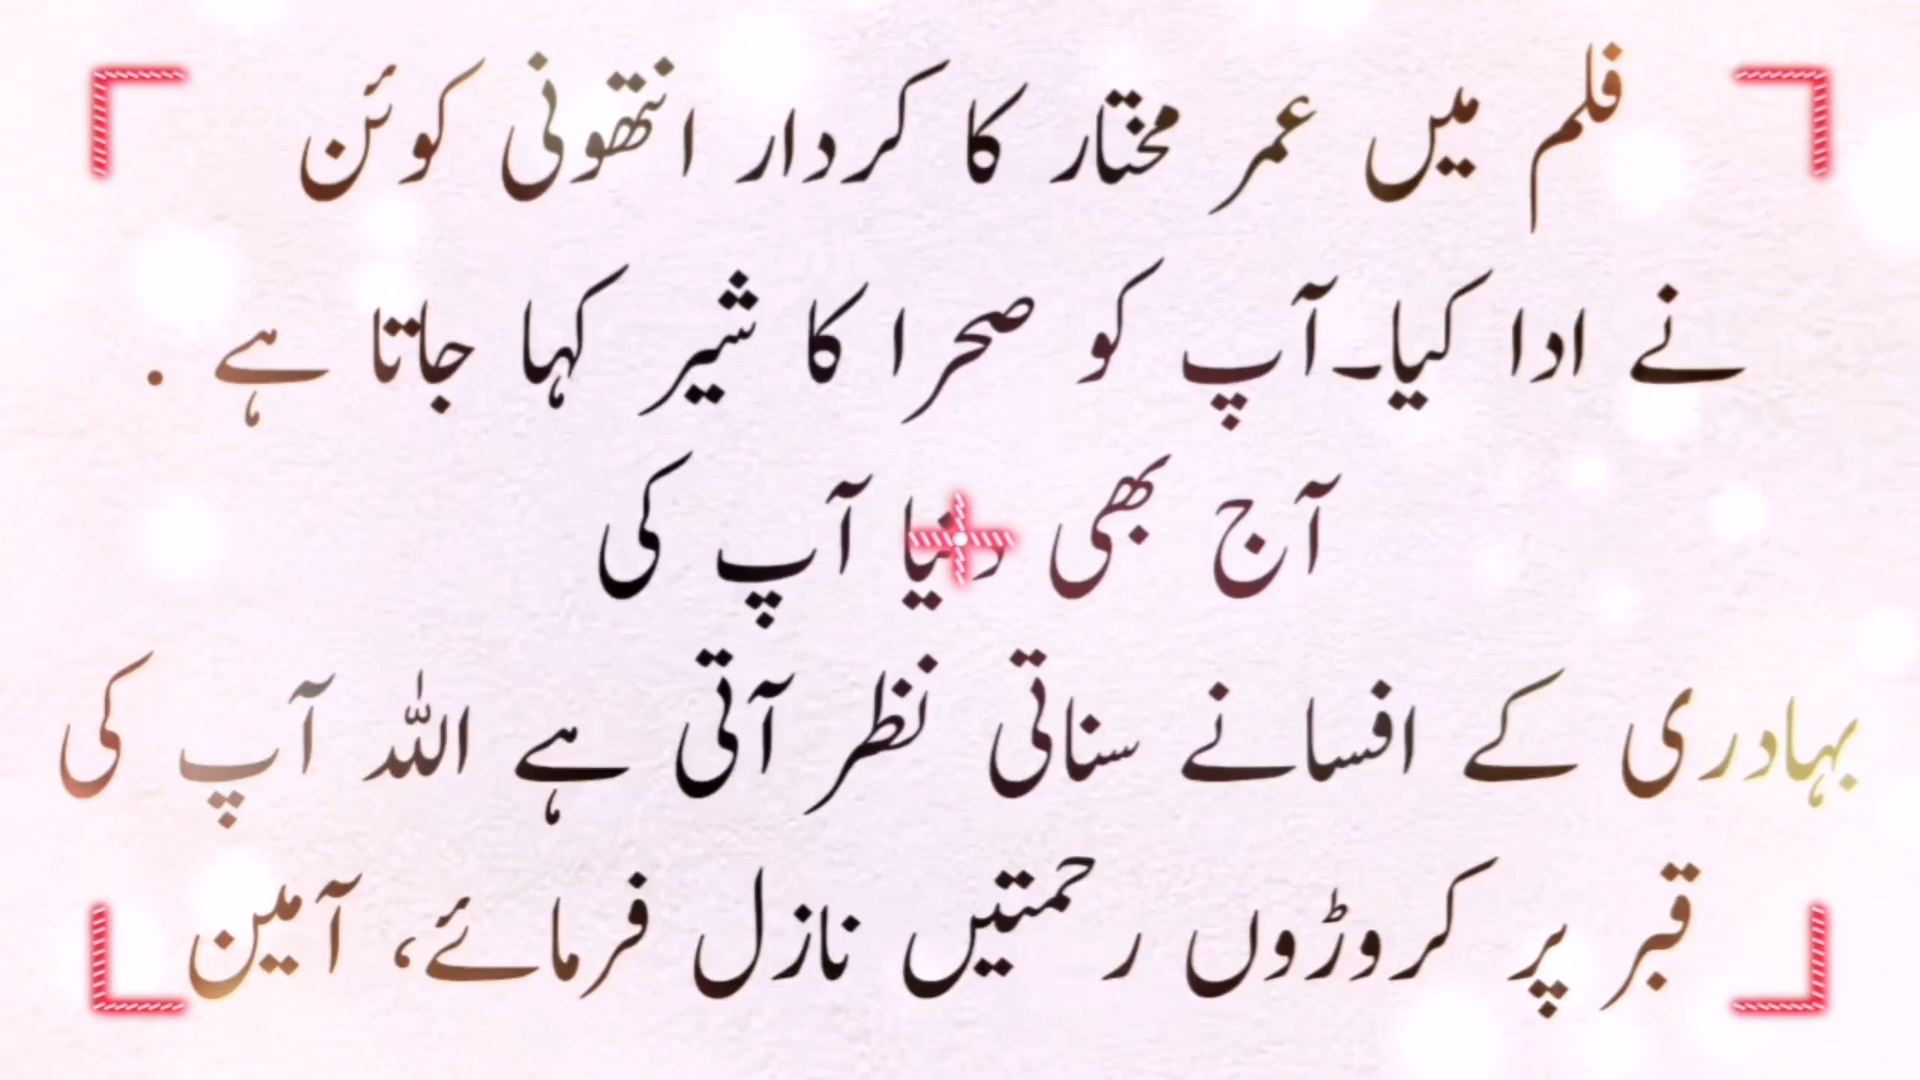 فلم میں عمر مختار کا کردار انتھونی کوئن
نے ادا کیا۔آپ کو صحرا کا شیر کہا جاتا ہے .
آج بھی دنیا آپ کی
بہادری کے افسانے سناتی نظر آتی ہے اللہ آپ کی
قبر پر کروڑوں رحمتیں نازل فرمائے، آمین